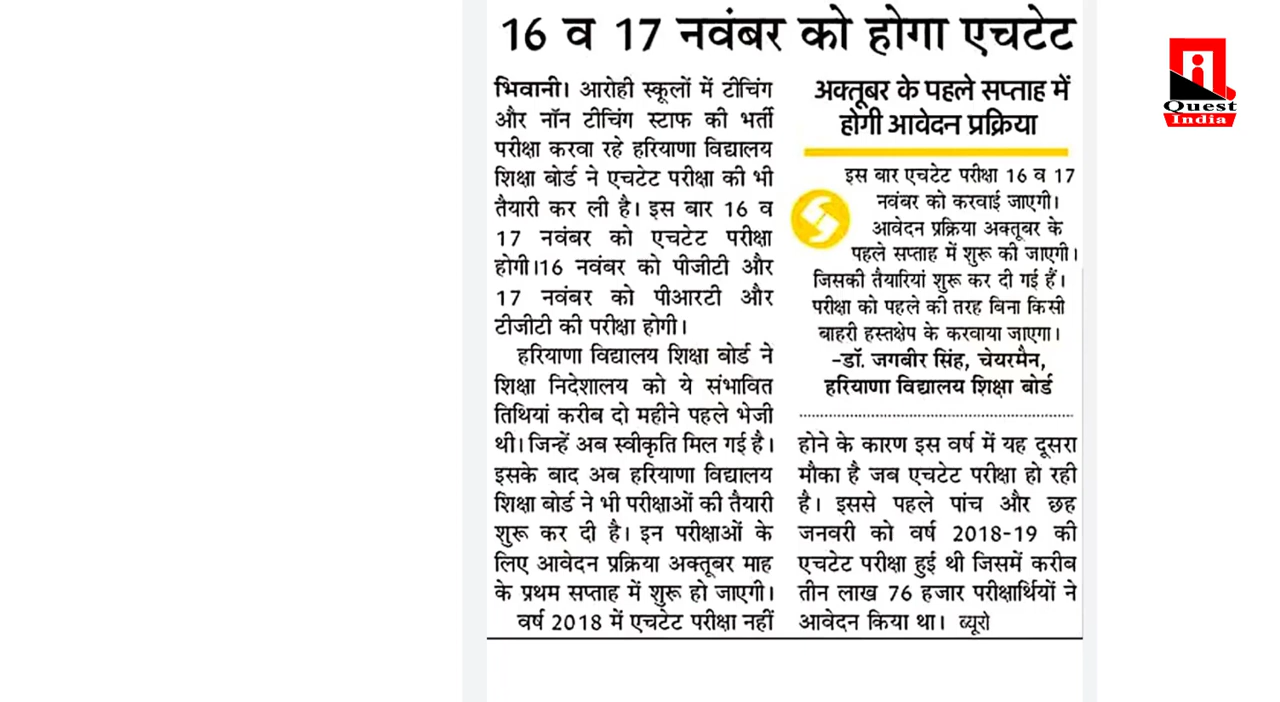 16 व 17 नवंबर को होगा एचटेट
भिवानी। आरोही स्कूलों में टीचिंग
और नॉन टीचिंग स्टाफ की भर्ती
परीक्षा करवा रहे हरियाणा विद्यालय
शिक्षा बोर्ड ने एचटेट परीक्षा की भी
तैयारी कर ली है। इस बार 16 व
17 नवंबर को एचटेट परीक्षा
होगी।16 नवंबर को पीजीटी और
17 नवंबर को पीआरटी और
टीजीटी की परीक्षा होगी।
हरियाणा विद्यालय शिक्षा बोर्ड ने
शिक्षा निदेशालय को ये संभावित
तिथियां करीब दो महीने पहले भेजी
थी। जिन्हें अब स्वीकृति मिल गई है।
इसके बाद अब हरियाणा विद्यालय
शिक्षा बोर्ड ने भी परीक्षाओं की तैयारी
शुरू कर दी है। इन परीक्षाओं के
लिए आवेदन प्रक्रिया अक्तूबर माह
के प्रथम सप्ताह में शुरू हो जाएगी।
वर्ष 2018 में एचटेट परीक्षा नहीं
अक्तूबर के पहले सप्ताह में
होगी आवेदन प्रक्रिया
इस बार एचटेट परीक्षा 16 व 17
नवंबर को करवाई जाएगी।
आवेदन प्रक्रिया अक्तूबर के
पहले सप्ताह में शुरू की जाएगी।
जिसकी तैयारियां शुरू कर दी गई हैं।
परीक्षा को पहले की तरह बिना किसी
बाहरी हस्तक्षेप के करवाया जाएगा।
-डॉ. जगबीर सिंह, चेयरमैन,
हरियाणा विद्यालय शिक्षा बोर्ड
होने के कारण इस वर्ष में यह दूसरा
मौका है जब एचटेट परीक्षा हो रही
है। इससे पहले पांच और छह
जनवरी को वर्ष 2018-19 की
एचटेट परीक्षा हुई थी जिसमें करीब
तीन लाख 76 हजार परीक्षार्थियों ने
आवेदन किया था। ब्यूरो
Quest
India